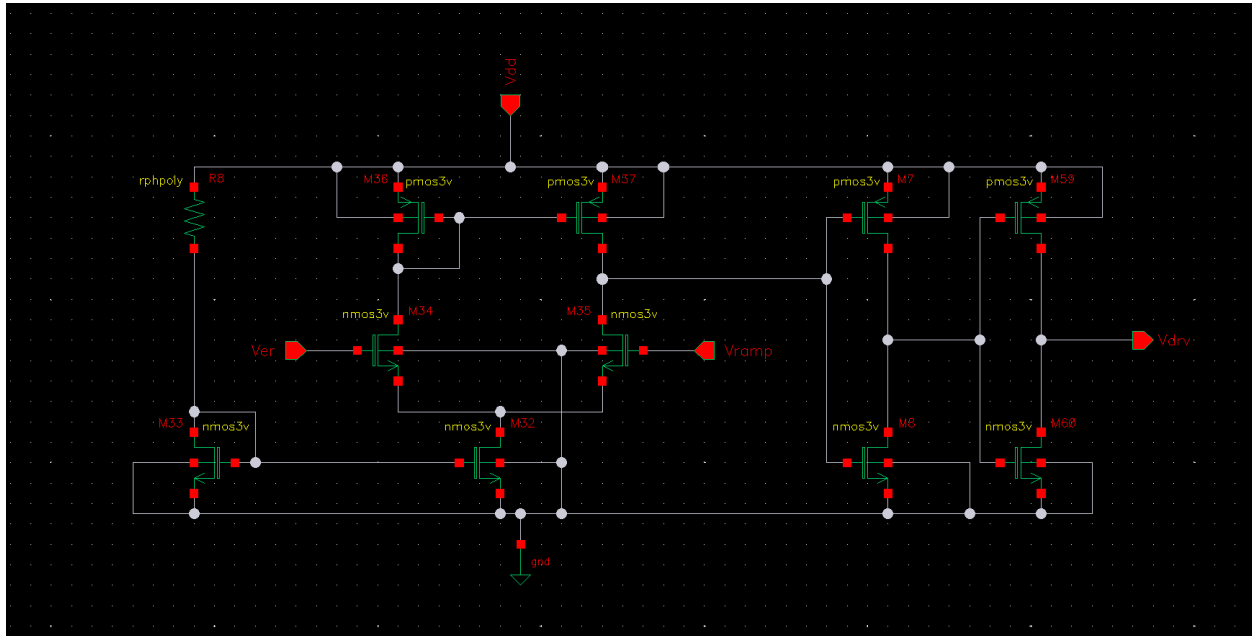 Vdd
rphpoly
R8
M36
pmos3v
pmos3v
M37
pmos3v
M7
pmos3v
M59
nmos3v
M34
M35
nmos3v
Ver
Vramp
Vdrv
M33
nmos3v
nmos3v
M32
nmos3v
M8
nmos3v
M60
gnd